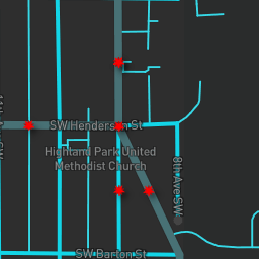 SW Henderson St
Highland Park United
Methodist Church
8th Ave SW
SW Barton St